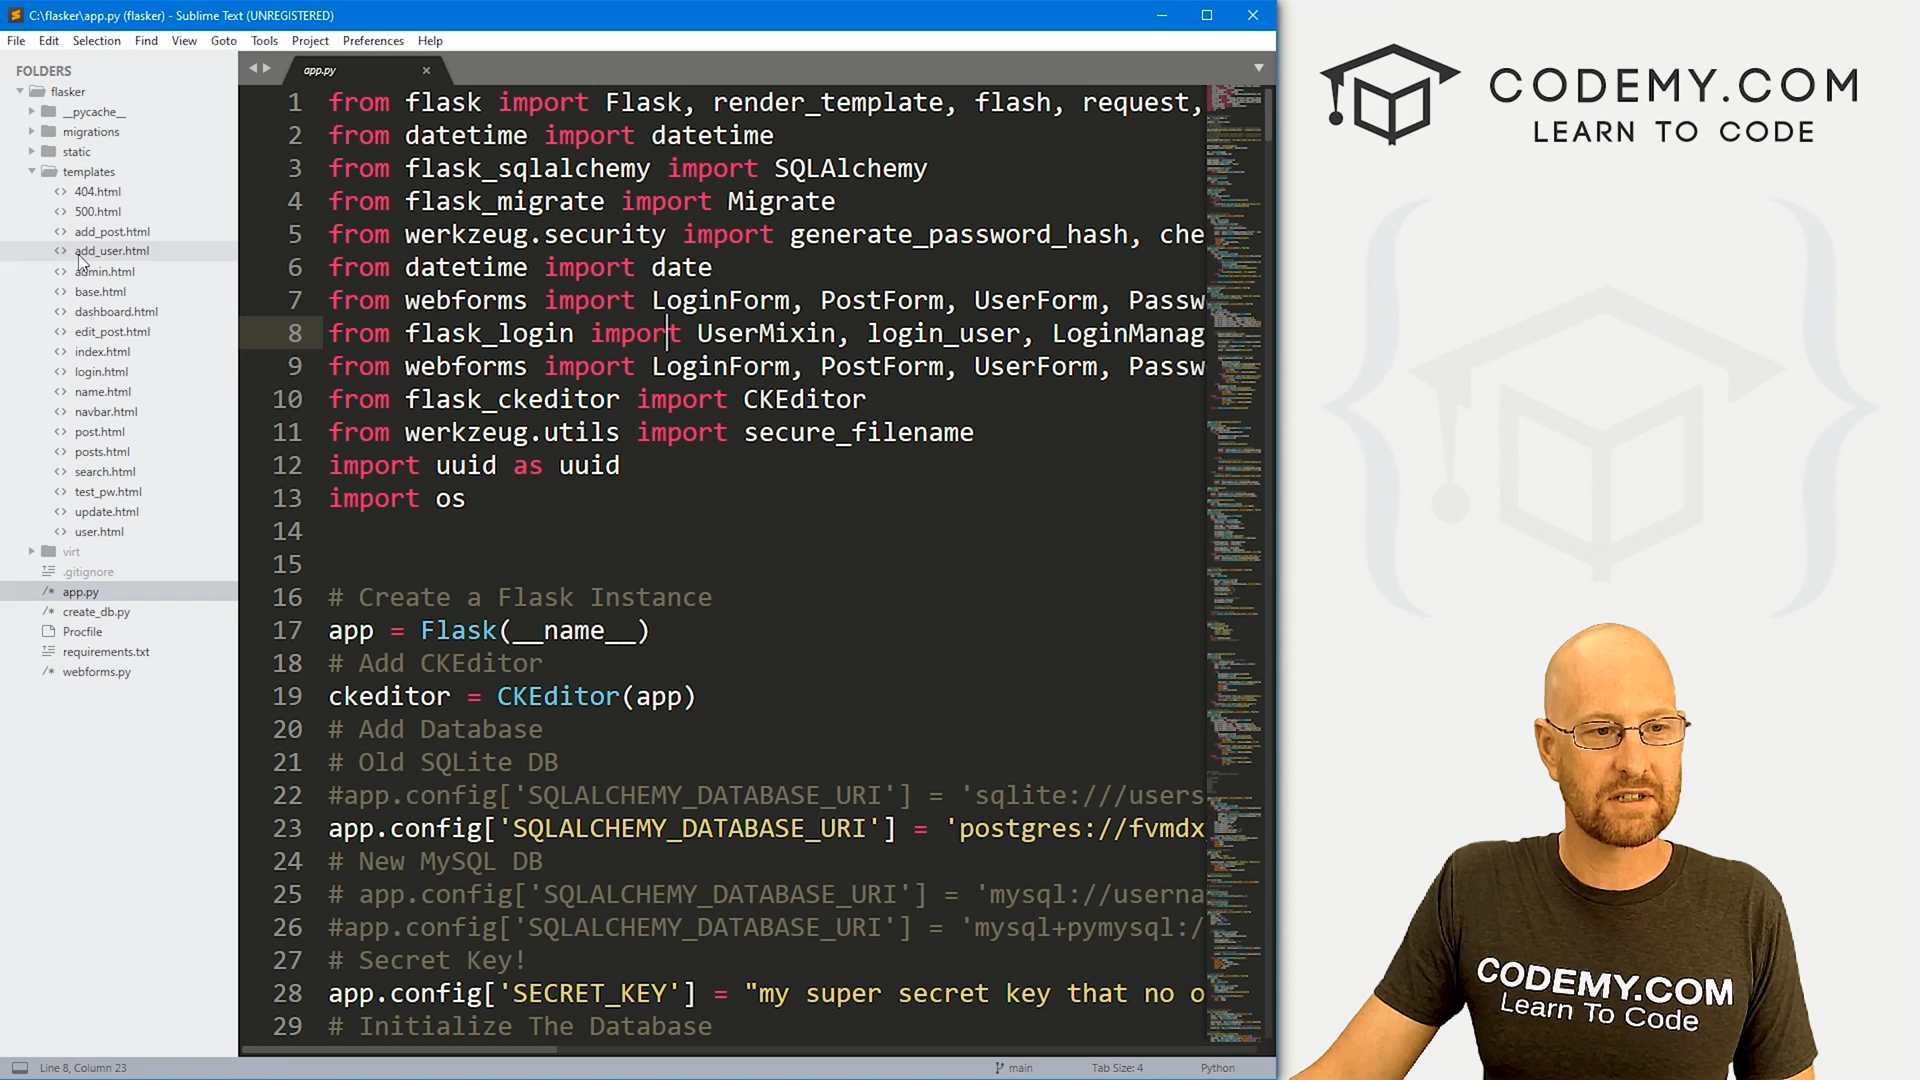 C:\flasker\app.py (flasker) - Sublime Text (UNREGISTERED)
File Edit Selection Find View Goto Tools Project Preferences Help
FOLDERS
flasker
__pycache__
migrations
static
templates
404.html
500.html
add_post.html
add_user.html
admin.html
base.html
dashboard.html
edit_post.html
index.html
login.html
name.html
navbar.html
post.html
posts.html
search.html
test_pw.html
update.html
user.html
virt
.gitignore
app.py
create_db.py
Procfile
requirements.txt
webforms.py
app.py
1 from flask import Flask, render_template, flash, request,
2 from datetime import datetime
3 from flask_sqlalchemy import SQLAlchemy
4 from flask_migrate import Migrate
5 from werkzeug.security import generate_password_hash, che
6 from datetime import date
7 from webforms import LoginForm, PostForm, UserForm, Passw
8 from flask_login import UserMixin, login_user, LoginManag
9 from webforms import LoginForm, PostForm, UserForm, Passw
10 from flask_ckeditor import CKEditor
11 from werkzeug.utils import secure_filename
12 import uuid as uuid
13 import os
14
15
16 # Create a Flask Instance
17 app = Flask(__name__)
18 # Add CKEditor
19 ckeditor = CKEditor(app)
20 # Add Database
21 # Old SQLite DB
22 #app.config['SQLALCHEMY_DATABASE_URI'] = 'sqlite:///users
23 app.config['SQLALCHEMY_DATABASE_URI'] = 'postgres://fvmdx
24 # New MySQL DB
25 # app.config['SQLALCHEMY_DATABASE_URI'] = 'mysql://userna
26 #app.config['SQLALCHEMY_DATABASE_URI'] = 'mysql+pymysql:/
27 # Secret Key!
28 app.config['SECRET_KEY'] = "my super secret key that no o
29 # Initialize The Database
Line 8, Column 23
main
Tab Size: 4
Python
CODEMY.COM
LEARN TO CODE
CODEMY.COM
Learn To Code